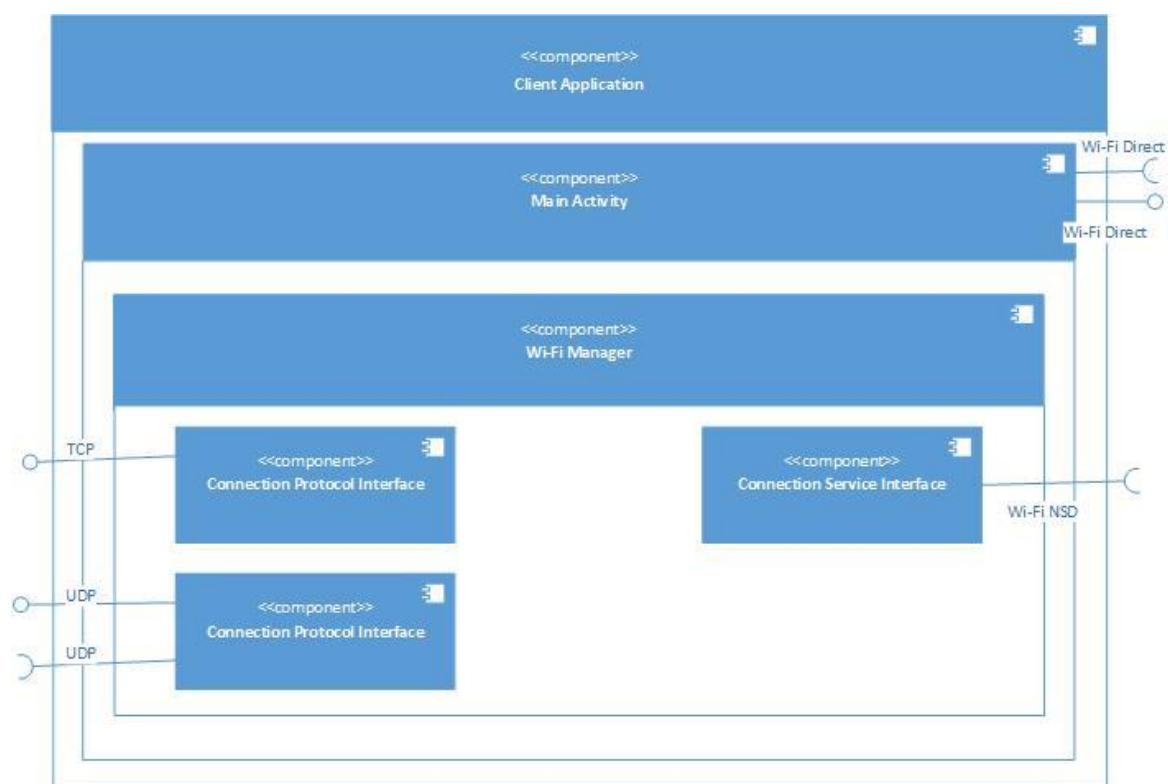 <<component>>
Client Application
Wi-Fi Direct
<<component>>
Main Activity
Wi-Fi Direct
<<component>>
Wi-Fi Manager
TCP
<<component>>
Connection Protocol Interface
<<component>>
Connection Service Interface
Wi-Fi NSD
UDP
<<component>>
Connection Protocol Interface
UDP